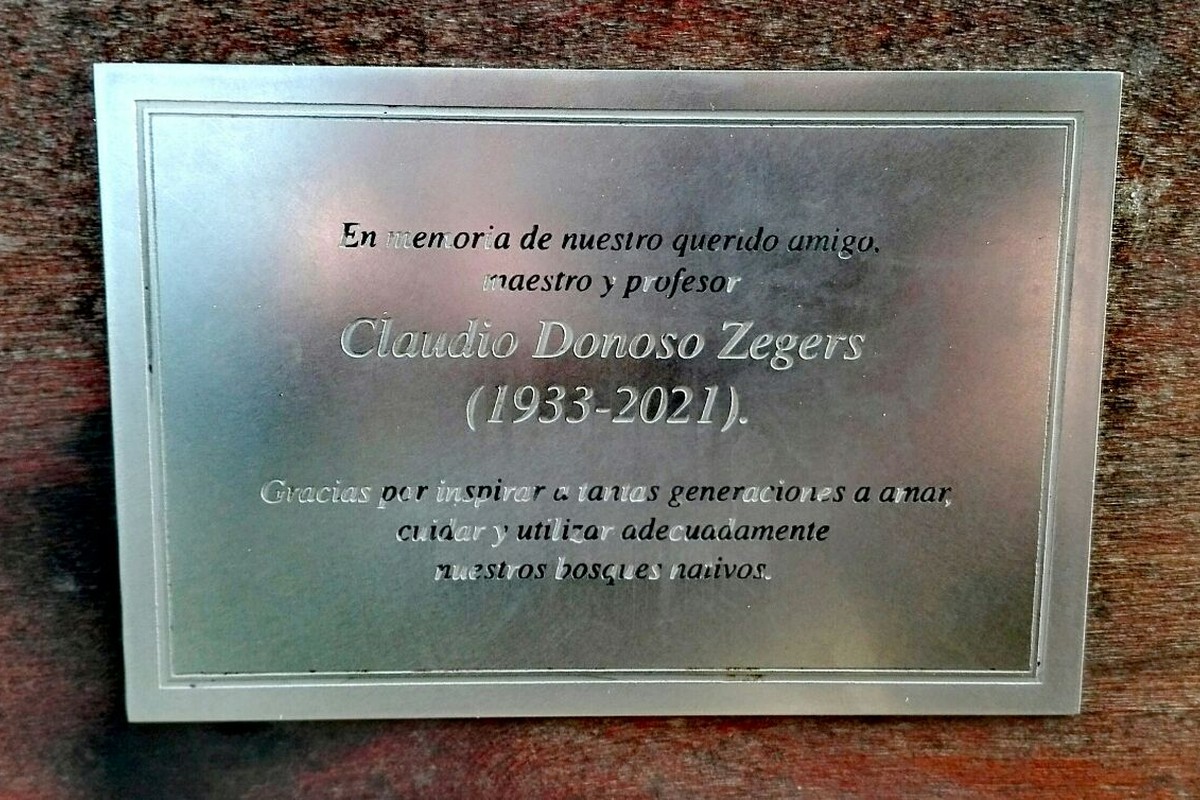 En memoria de nuestro querido amigo,
maestro y profesor
Claudio Donoso Zegers
(1933-2021).
Gracias por inspirar a tantas generaciones a amar,
cuidar y utilizar adecuadamente
nuestros bosques nativos.